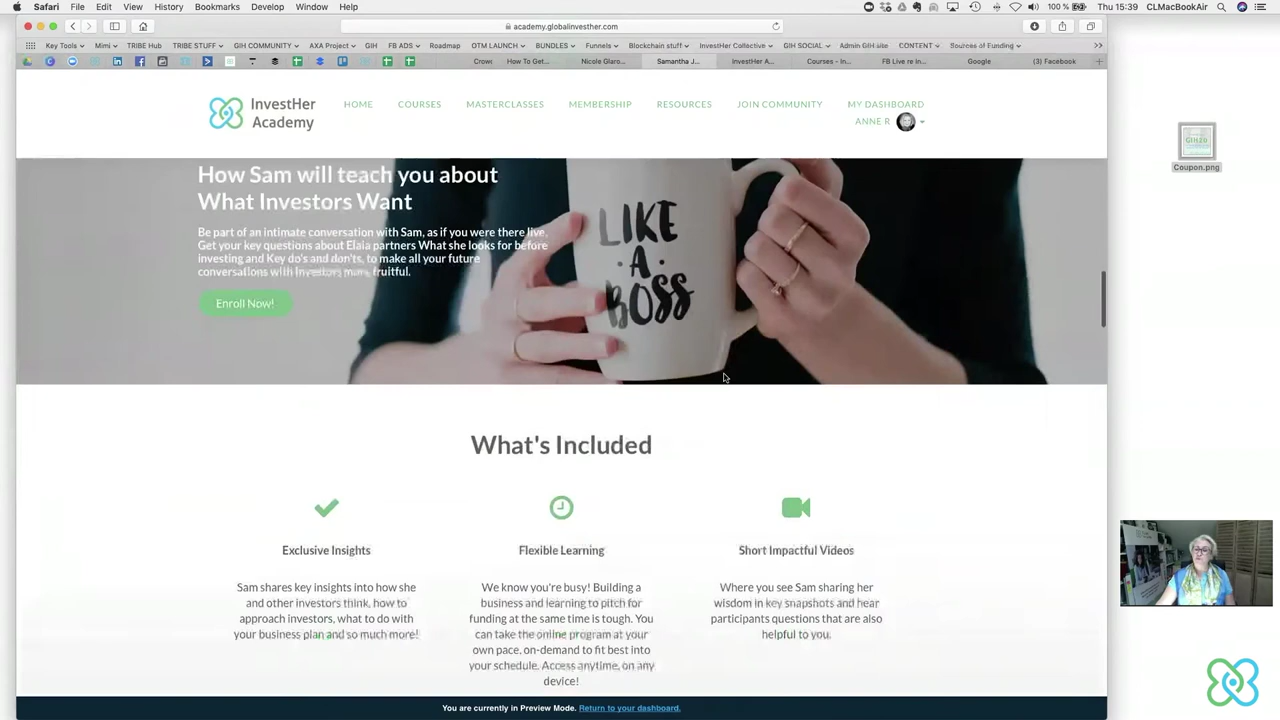 Safari File Edit View History Bookmarks Develop Window Help
100 % Thu 15:39 CLMacBookAir
academy.globalinvesther.com
Key Tools Mimi TRIBE Hub TRIBE STUFF GIH COMMUNITY AXA Project GIH FB ADS Roadmap OTM LAUNCH BUNDLES Funnels Blockchain stuff InvestHer Collective GIH SOCIAL Admin GIH site CONTENT Sources of Funding
Crow How To Get... Nicole Glaro... Samantha J... InvestHer A... Courses – In... FB Live re in... Google (3) Facebook
InvestHer
Academy
HOME COURSES MASTERCLASSES MEMBERSHIP RESOURCES JOIN COMMUNITY MY DASHBOARD
ANNE R
Coupon.png
How Sam will teach you about
What Investors Want
Be part of an intimate conversation with Sam, as if you were there live.
Get your key questions about Elaia partners What she looks for before
investing and Key do's and don'ts, to make all your future
conversations with Investors more fruitful.
Enroll Now!
LIKE
· A ·
BOSS
What's Included
Exclusive Insights
Sam shares key insights into how she
and other investors think, how to
approach investors, what to do with
your business plan and so much more!
Flexible Learning
We know you're busy! Building a
business and learning to pitch for
funding at the same time is tough. You
can take the online program at your
own pace, on-demand to fit best into
your schedule. Access anytime, on any
device!
Short Impactful Videos
Where you see Sam sharing her
wisdom in key snapshots and hear
participants questions that are also
helpful to you.
You are currently in Preview Mode. Return to your dashboard.